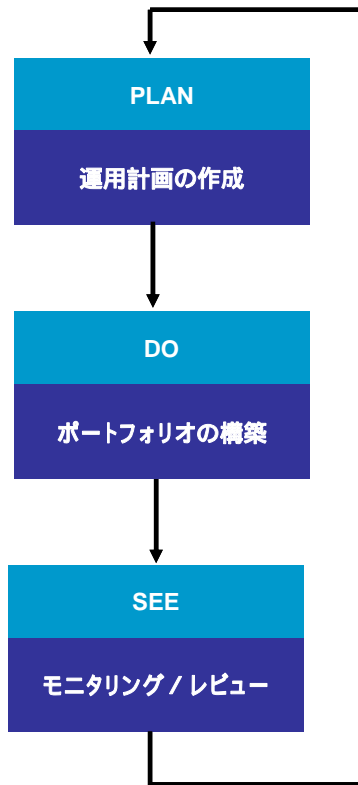 PLAN
運用計画の作成
DO
ポートフォリオの構築
SEE
モニタリング / レビュー